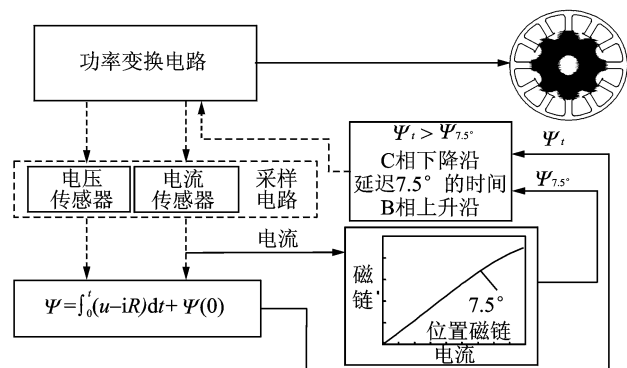 功率变换电路
Ψt > Ψ7.5°
C相下降沿
延迟7.5°的时间
B相上升沿
Ψt
Ψ7.5°
电压
传感器
电流
传感器
采样
电路
电流
磁
链
7.5°
位置磁链
电流
Ψ=∫₀ᵗ(u−iR)dt+Ψ(0)